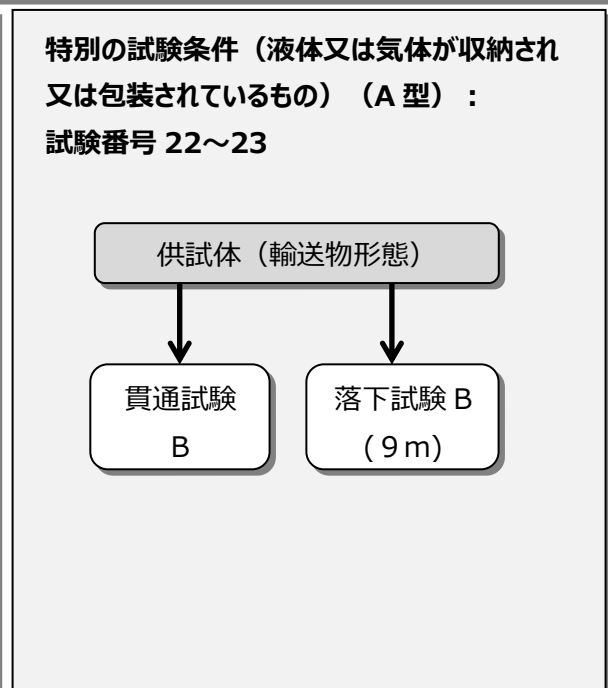 特別の試験条件（液体又は気体が収納され
又は包装されているもの）（A 型）：
試験番号 22～23
供試体（輸送物形態）
貫通試験
B
落下試験 B
(９ｍ)